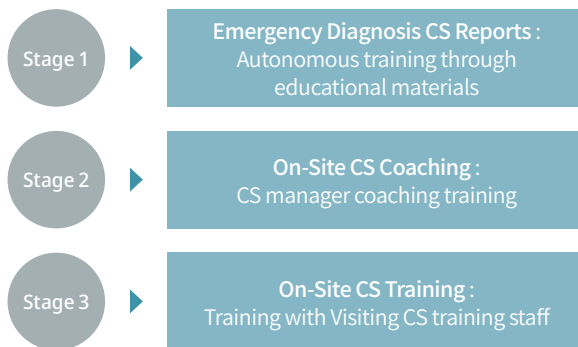 Stage 1
Emergency Diagnosis CS Reports :
Autonomous training through
educational materials
Stage 2
On-Site CS Coaching :
CS manager coaching training
Stage 3
On-Site CS Training :
Training with Visiting CS training staff